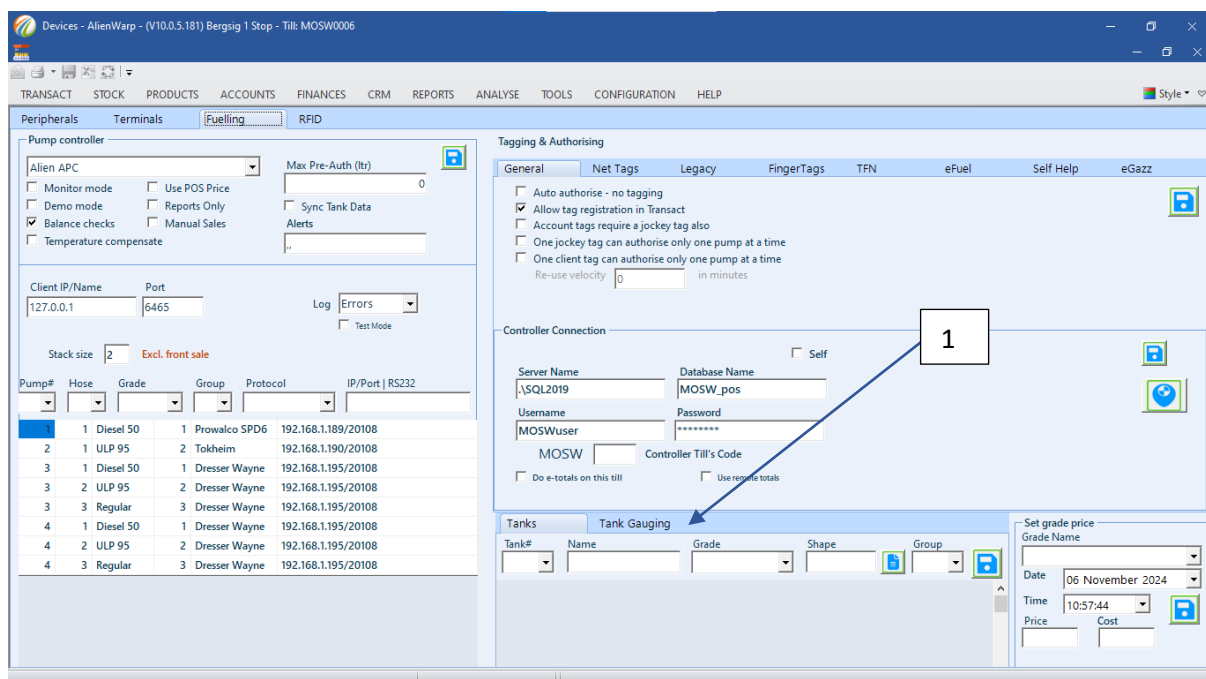 Devices - AlienWarp - (V10.0.5.181) Bergsig 1 Stop - Till: MOSW0006
TRANSACT STOCK PRODUCTS ACCOUNTS FINANCES CRM REPORTS ANALYSE TOOLS CONFIGURATION HELP Style
Peripherals Terminals Fuelling RFID
Pump controller
Alien APC
Max Pre-Auth (ltr)
0
Monitor mode Use POS Price
Demo mode Reports Only Sync Tank Data
Balance checks Manual Sales Alerts
Temperature compensate ,,
Client IP/Name Port
127.0.0.1 6465 Log Errors
Test Mode
Stack size 2 Excl. front sale
Pump# Hose Grade Group Protocol IP/Port | RS232
1 1 Diesel 50 1 Prowalco SPD6 192.168.1.189/20108
2 1 ULP 95 2 Tokheim 192.168.1.190/20108
3 1 Diesel 50 1 Dresser Wayne 192.168.1.195/20108
3 2 ULP 95 2 Dresser Wayne 192.168.1.195/20108
3 3 Regular 3 Dresser Wayne 192.168.1.195/20108
4 1 Diesel 50 1 Dresser Wayne 192.168.1.195/20108
4 2 ULP 95 2 Dresser Wayne 192.168.1.195/20108
4 3 Regular 3 Dresser Wayne 192.168.1.195/20108
Tagging & Authorising
General Net Tags Legacy FingerTags TFN eFuel Self Help eGazz
Auto authorise - no tagging
Allow tag registration in Transact
Account tags require a jockey tag also
One jockey tag can authorise only one pump at a time
One client tag can authorise only one pump at a time
Re-use velocity 0 in minutes
1
Controller Connection
Self
Server Name Database Name
.\SQL2019 MOSW_pos
Username Password
MOSWuser ********
MOSW Controller Till's Code
Do e-totals on this till Use remote totals
Tanks Tank Gauging
Tank# Name Grade Shape Group
Set grade price
Grade Name
Date 06 November 2024
Time 10:57:44
Price Cost